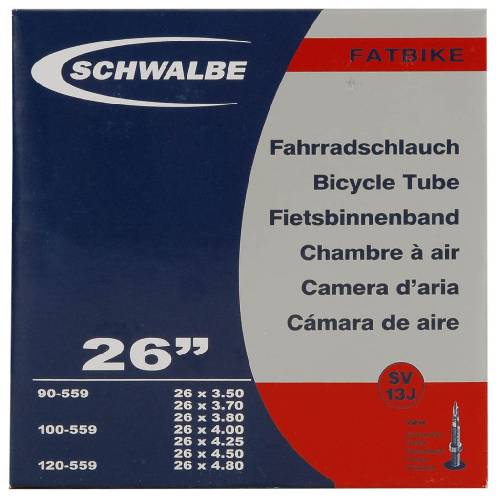 SCHWALBE
FATBIKE
Fahrradschlauch
Bicycle Tube
Fietsbinnenband
Chambre à air
Camera d'aria
Cámara de aire
26”
90-559 26 x 3.50
26 x 3.70
26 x 3.80
100-559 26 x 4.00
26 x 4.25
26 x 4.50
120-559 26 x 4.80
SV
13J